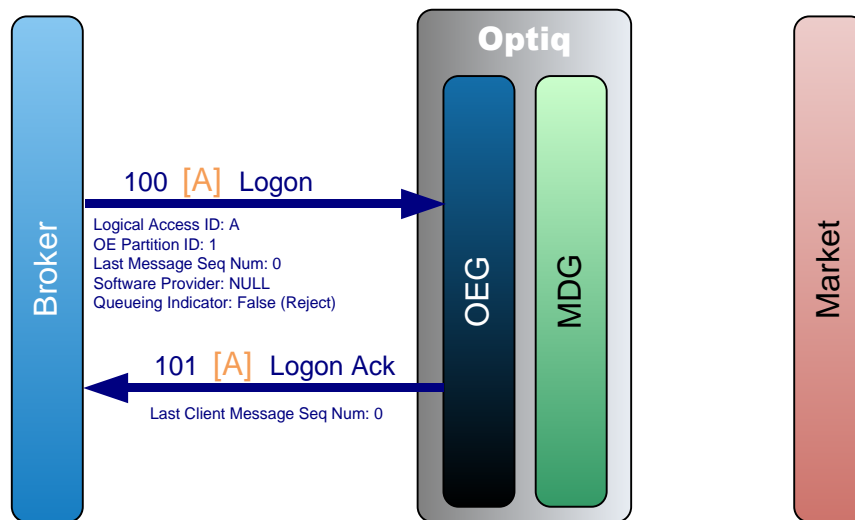 Optiq
Broker
100 [A] Logon
Logical Access ID: A
OE Partition ID: 1
Last Message Seq Num: 0
Software Provider: NULL
Queueing Indicator: False (Reject)
101 [A] Logon Ack
Last Client Message Seq Num: 0
OEG
MDG
Market